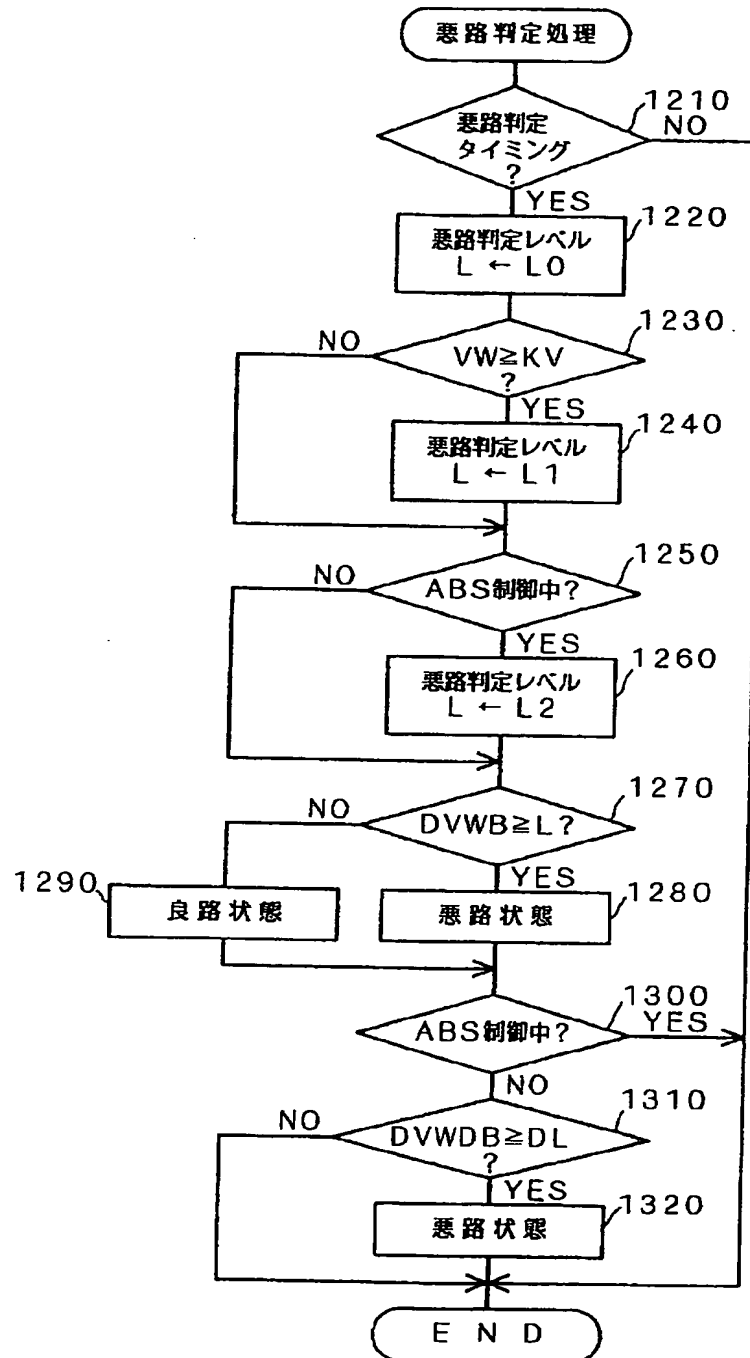 悪路判定処理
1210
悪路判定
タイミング
?
NO
YES
1220
悪路判定レベル
L ← L0
1230
NO
VW≧KV
?
YES
1240
悪路判定レベル
L ← L1
1250
NO
ABS制御中?
YES
1260
悪路判定レベル
L ← L2
1270
NO
DVWB≧L?
YES
1290
良路状態
1280
悪路状態
1300
ABS制御中?
YES
NO
1310
NO
DVWDB≧DL
?
YES
1320
悪路状態
END